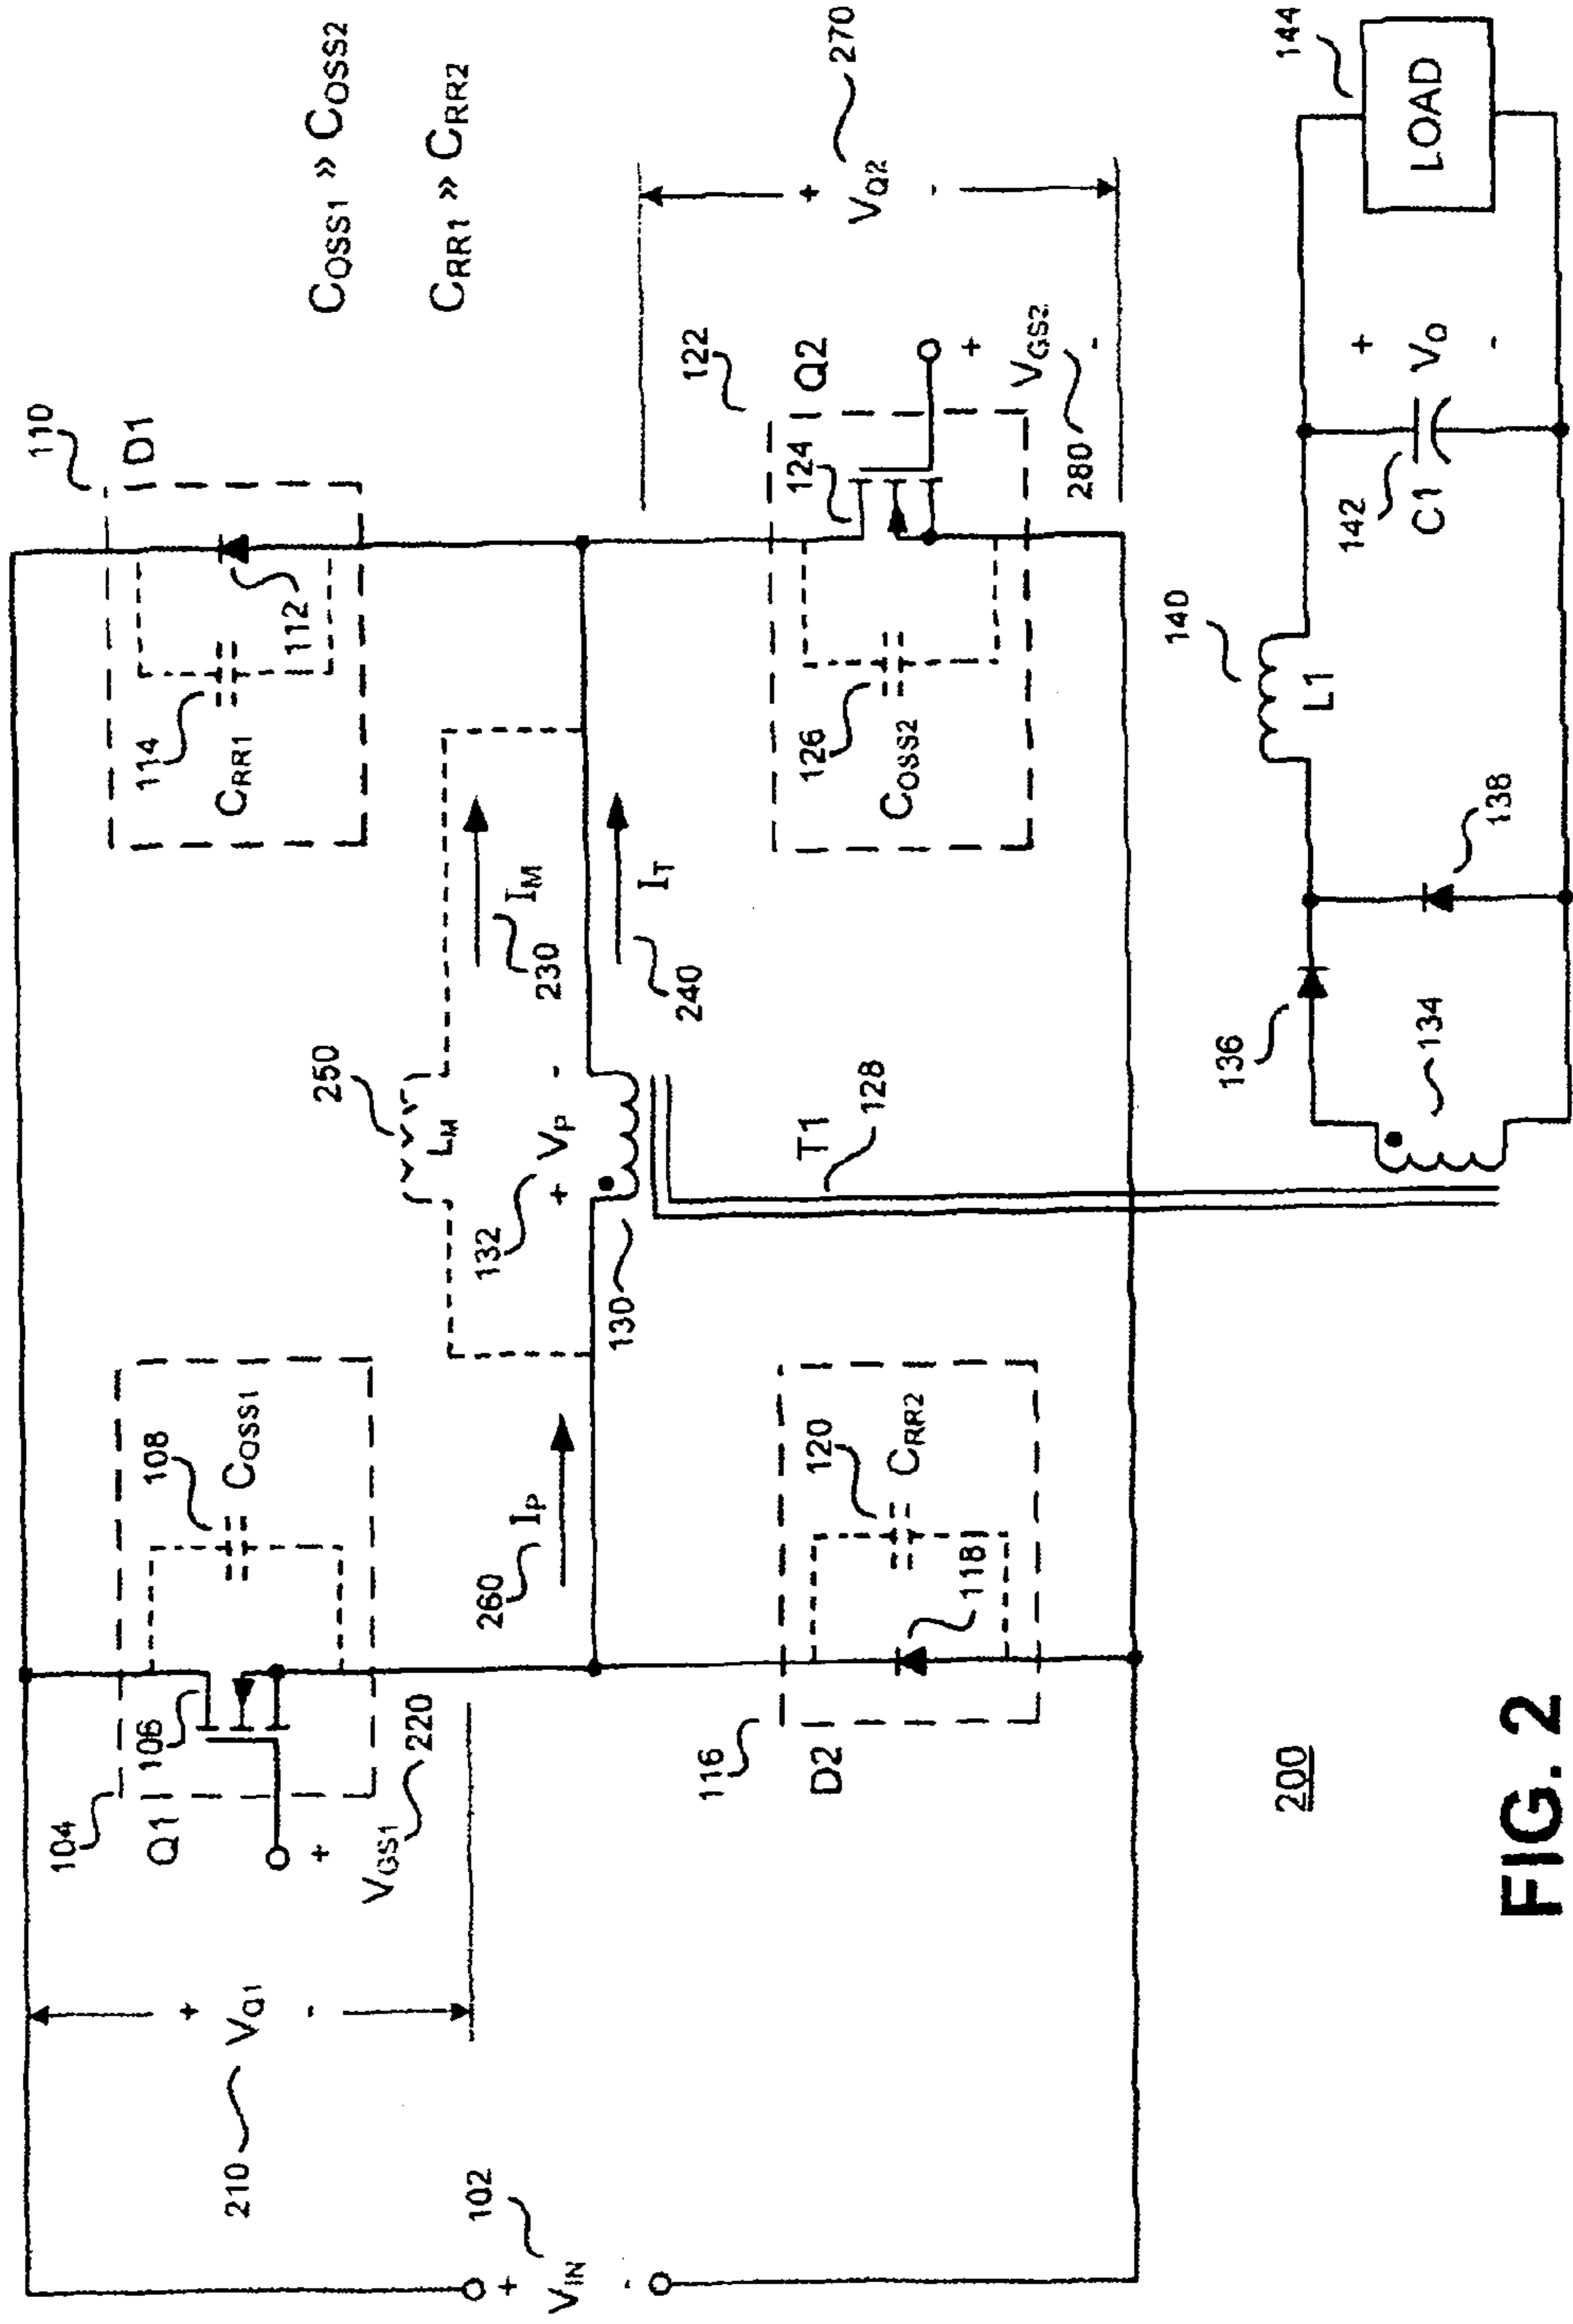 104
Q1
106
108
COSS1
110
D1
112
114
CRR1
COSS1 » COSS2
CRR1 » CRR2
210
+
VQ1
-
+
VGS1
220
102
+
VIN
-
260
IP
250
LM
132
+
VP
-
130
IM
230
IT
240
T1
128
116
D2
118
120
CRR2
122
Q2
124
126
COSS2
+
VGS2
-
280
+
VQ2
-
270
134
136
138
140
L1
142
C1
+
VO
-
144
LOAD
200
FIG. 2